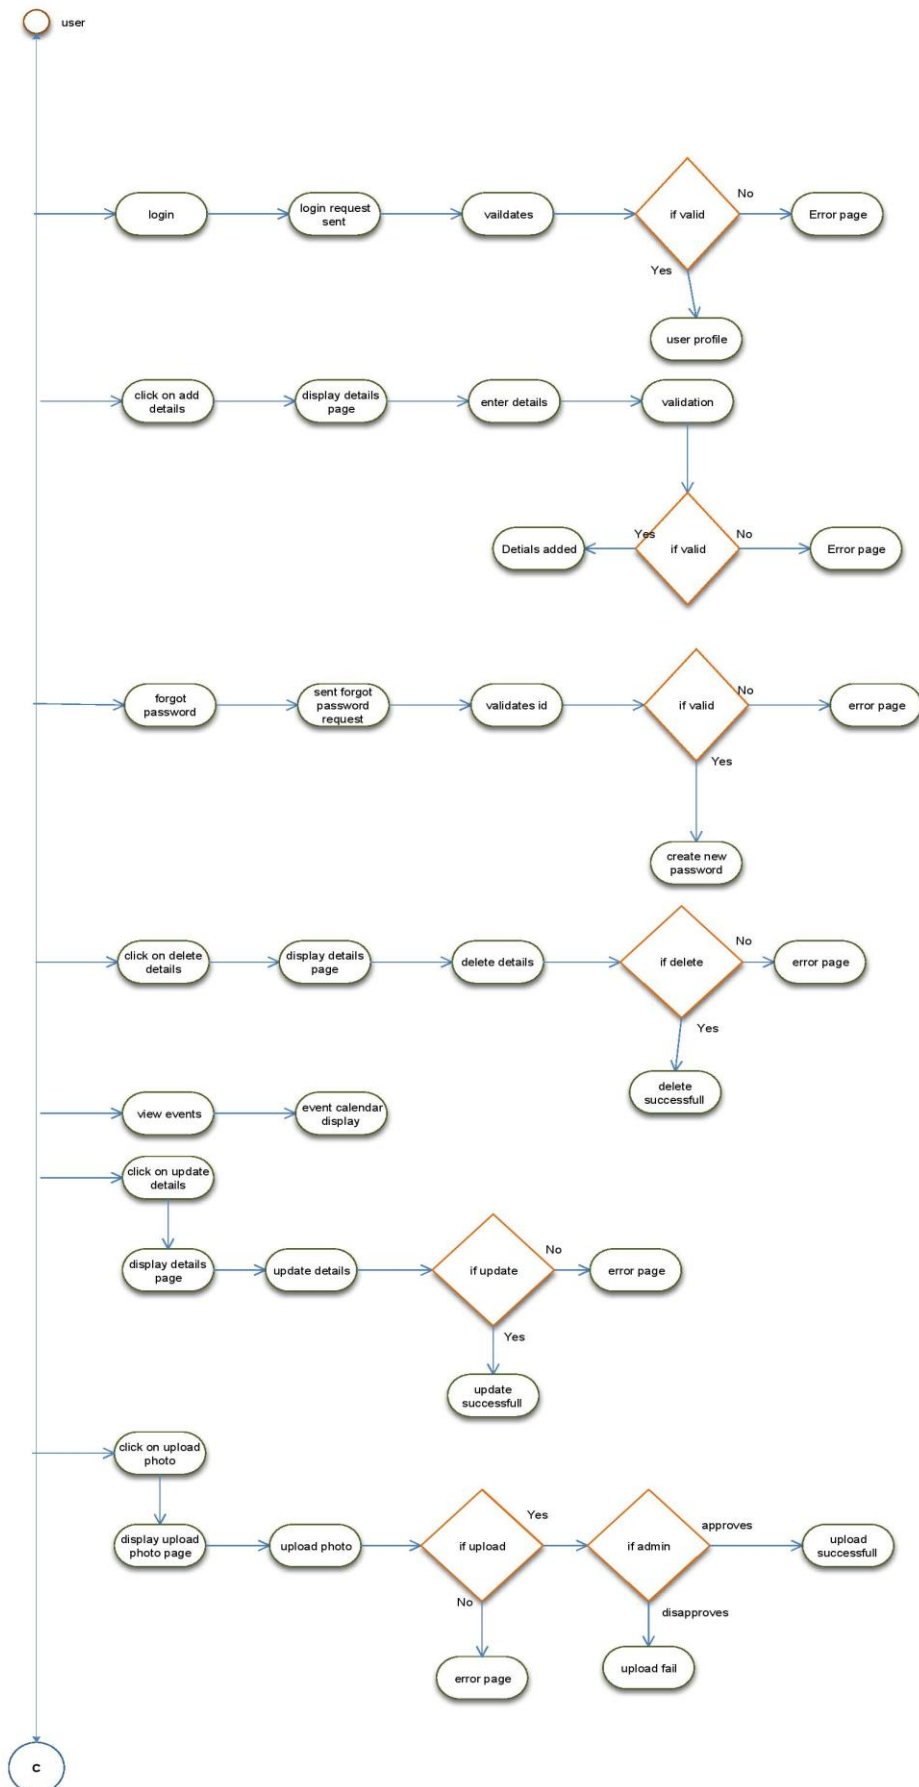 user
login
login request
sent
vaildates
if valid
No
Error page
Yes
user profile
click on add
details
display details
page
enter details
validation
Detials added
Yes
if valid
No
Error page
forgot
password
sent forgot
password
request
validates id
if valid
No
error page
Yes
create new
password
click on delete
details
display details
page
delete details
if delete
No
error page
Yes
delete
successfull
view events
event calendar
display
click on update
details
display details
page
update details
if update
No
error page
Yes
update
successfull
click on upload
photo
display upload
photo page
upload photo
if upload
Yes
if admin
approves
upload
successfull
No
disapproves
error page
upload fail
C